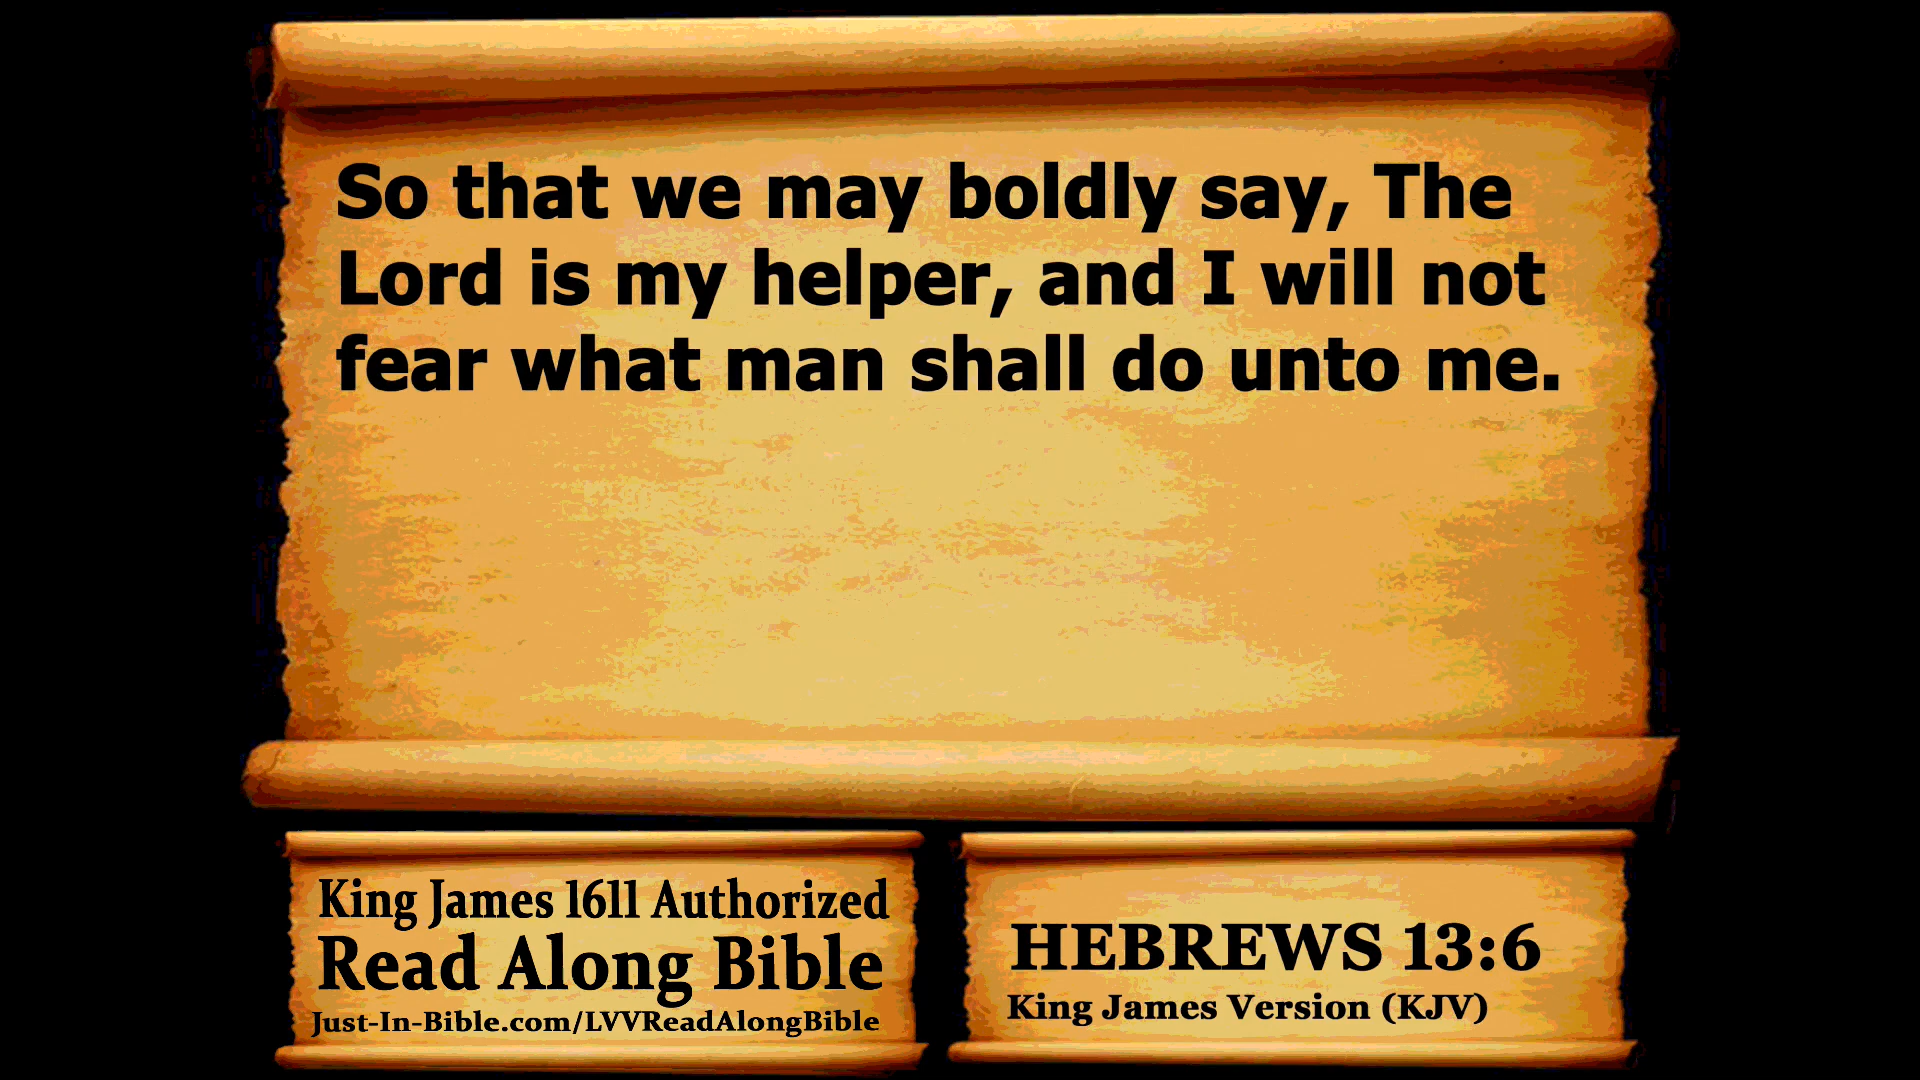 So that we may boldly say, The
Lord is my helper, and I will not
fear what man shall do unto me.
King James 1611 Authorized
Read Along Bible
Just-In-Bible.com/LVVReadAlongBible
HEBREWS 13:6
King James Version (KJV)